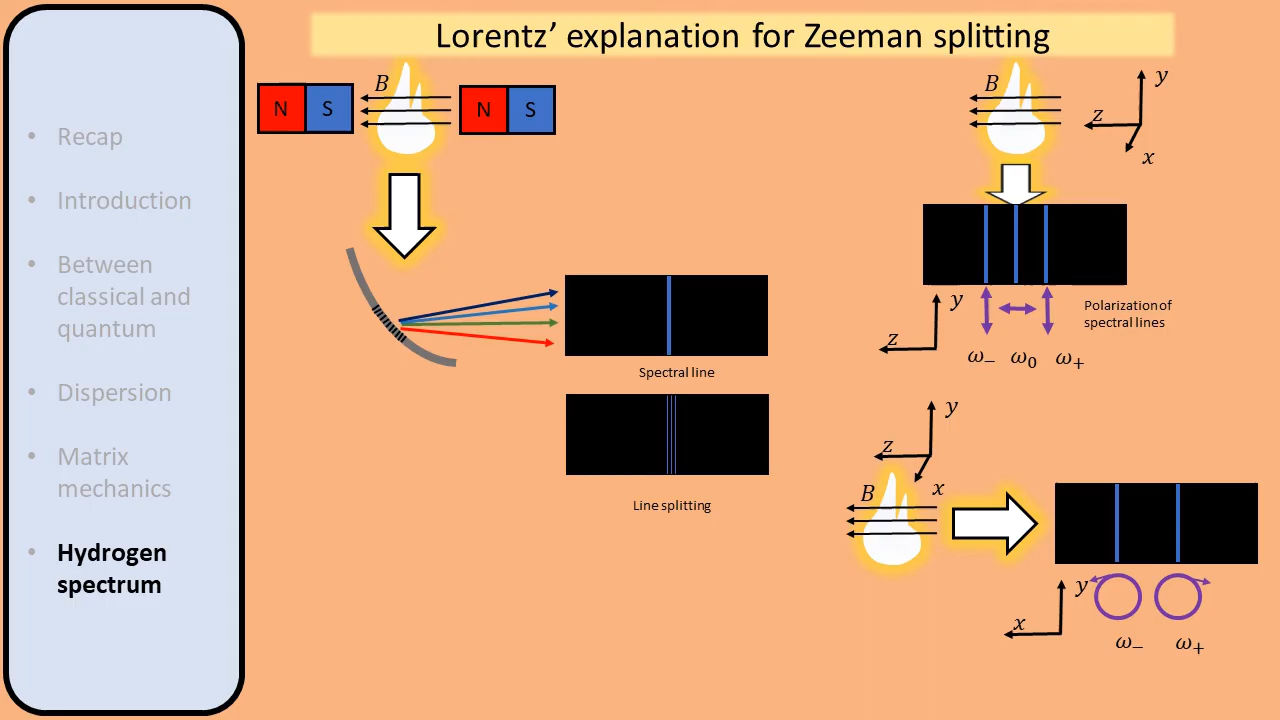 Lorentz’ explanation for Zeeman splitting
• Recap
• Introduction
• Between
classical and
quantum
• Dispersion
• Matrix
mechanics
• Hydrogen
spectrum
N S
B
N S
Spectral line
Line splitting
B
y
z
x
y
z
Polarization of
spectral lines
ω₋ ω₀ ω₊
y
z
x
B
y
x
ω₋ ω₊